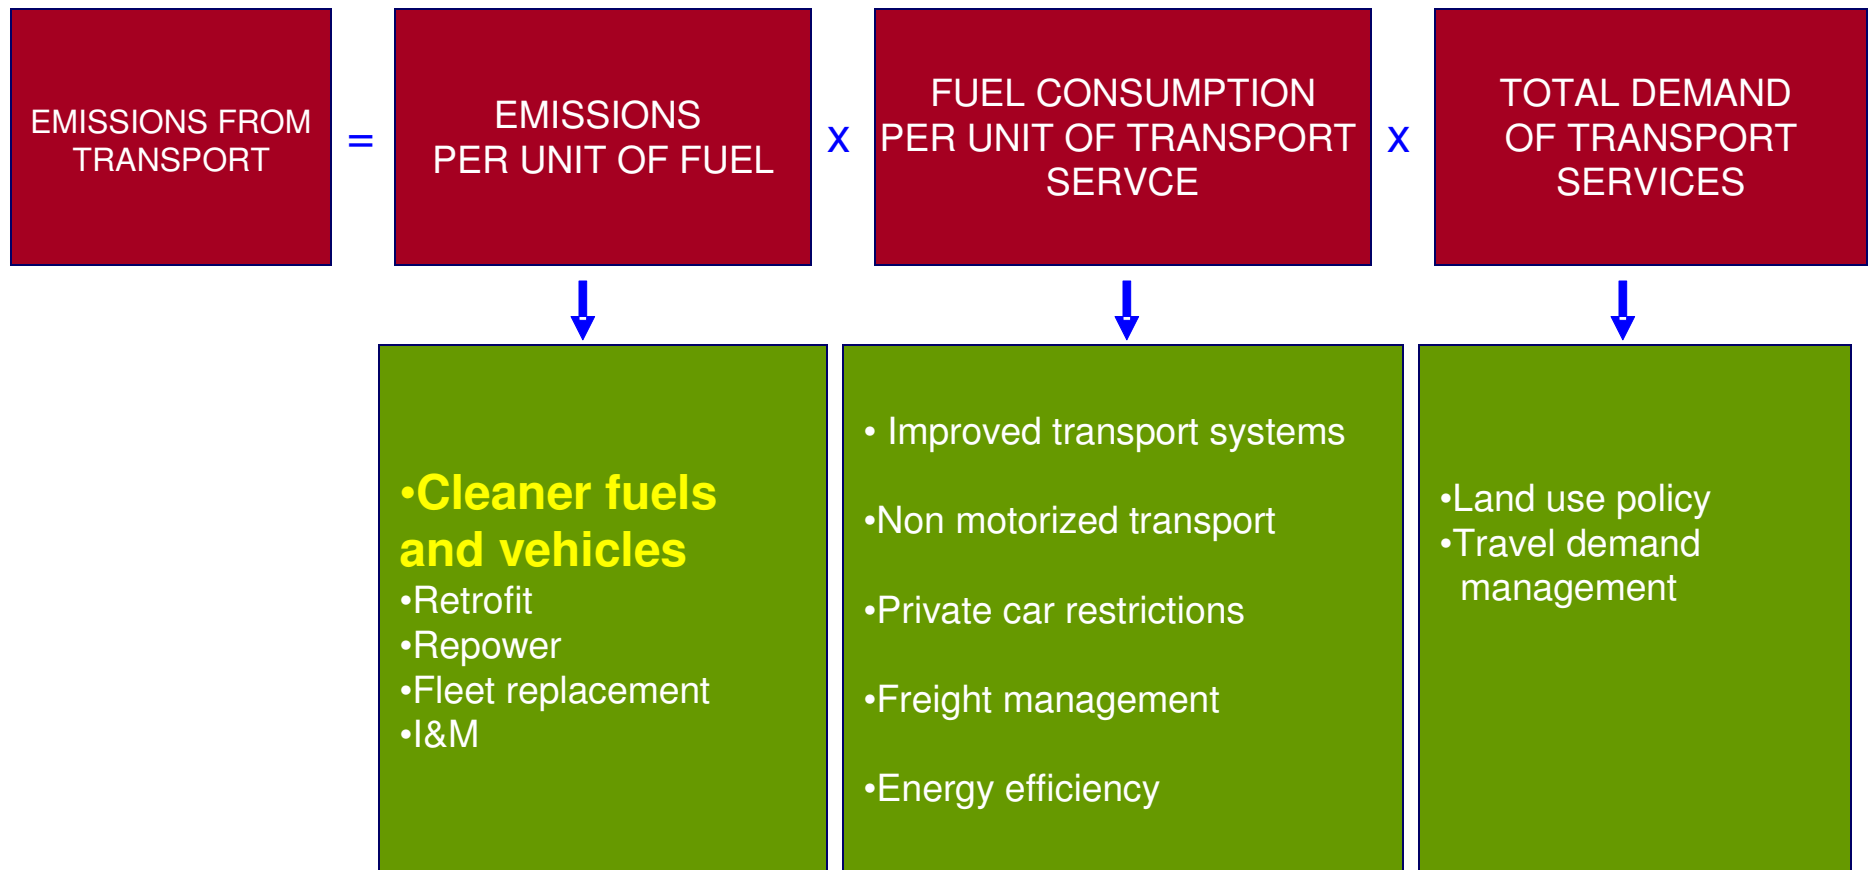 EMISSIONS FROM
TRANSPORT
=
EMISSIONS
PER UNIT OF FUEL
x
FUEL CONSUMPTION
PER UNIT OF TRANSPORT
SERVCE
x
TOTAL DEMAND
OF TRANSPORT
SERVICES
•Cleaner fuels
and vehicles
•Retrofit
•Repower
•Fleet replacement
•I&M
• Improved transport systems
•Non motorized transport
•Private car restrictions
•Freight management
•Energy efficiency
•Land use policy
•Travel demand
management